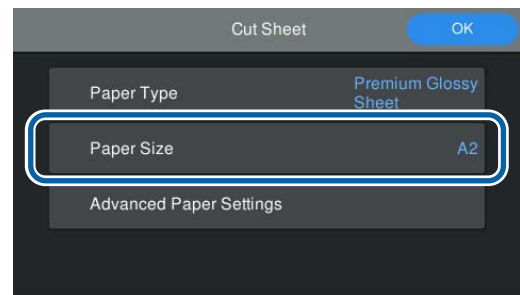 Cut Sheet
OK
Paper Type
Premium Glossy
Sheet
Paper Size
A2
Advanced Paper Settings